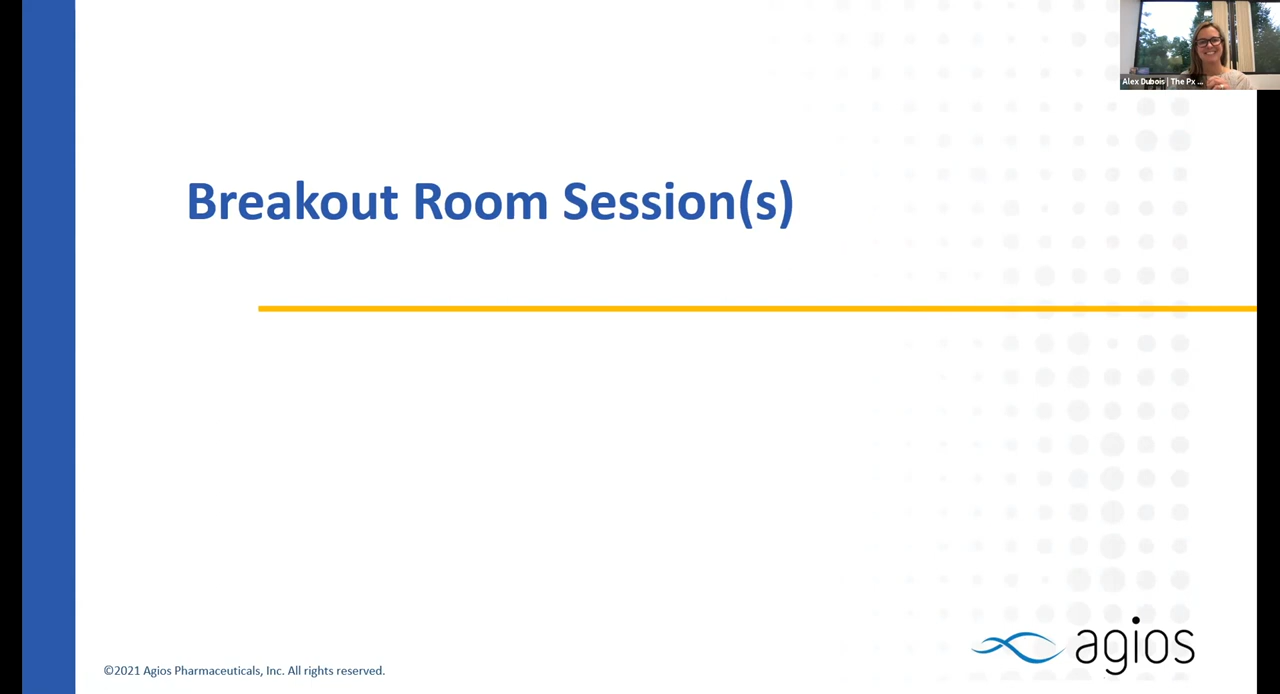 Alex Dubois | The Px ...
Breakout Room Session(s)
agios
©2021 Agios Pharmaceuticals, Inc. All rights reserved.